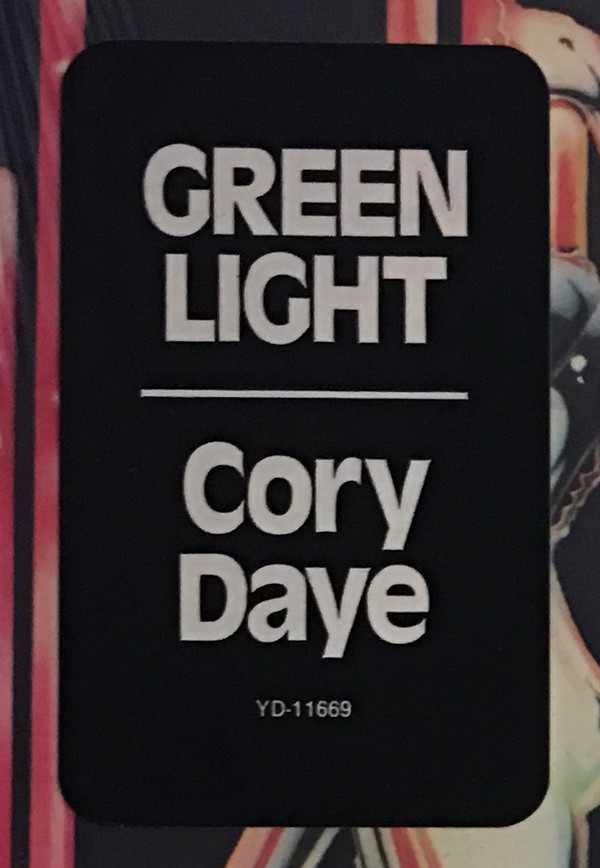 GREEN
LIGHT
Cory
Daye
YD-11669